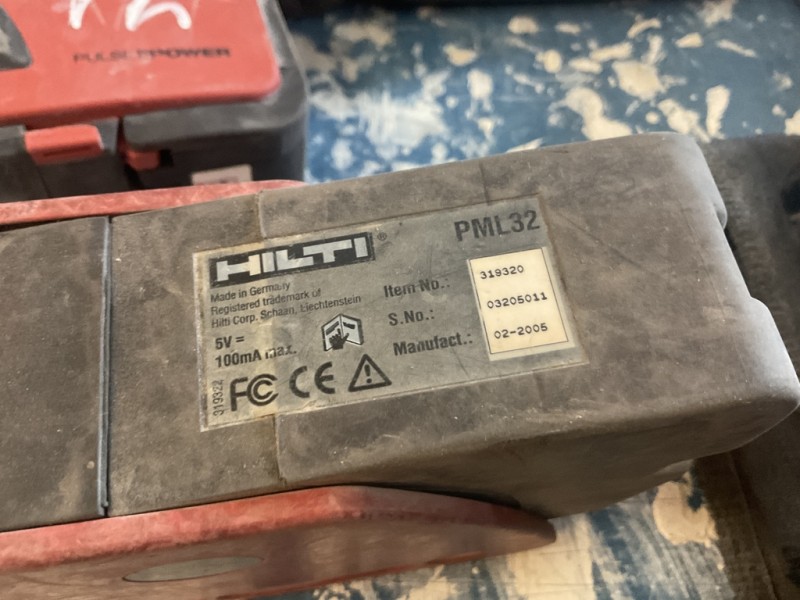 PULSE POWER
HILTI®
PML32
Made in Germany
Registered trademark of
Hilti Corp. Schaan, Liechtenstein
5V =
100mA max.
Item No.: 319320
S.No.: 03205011
Manufact.: 02-2005
319322
FC CE